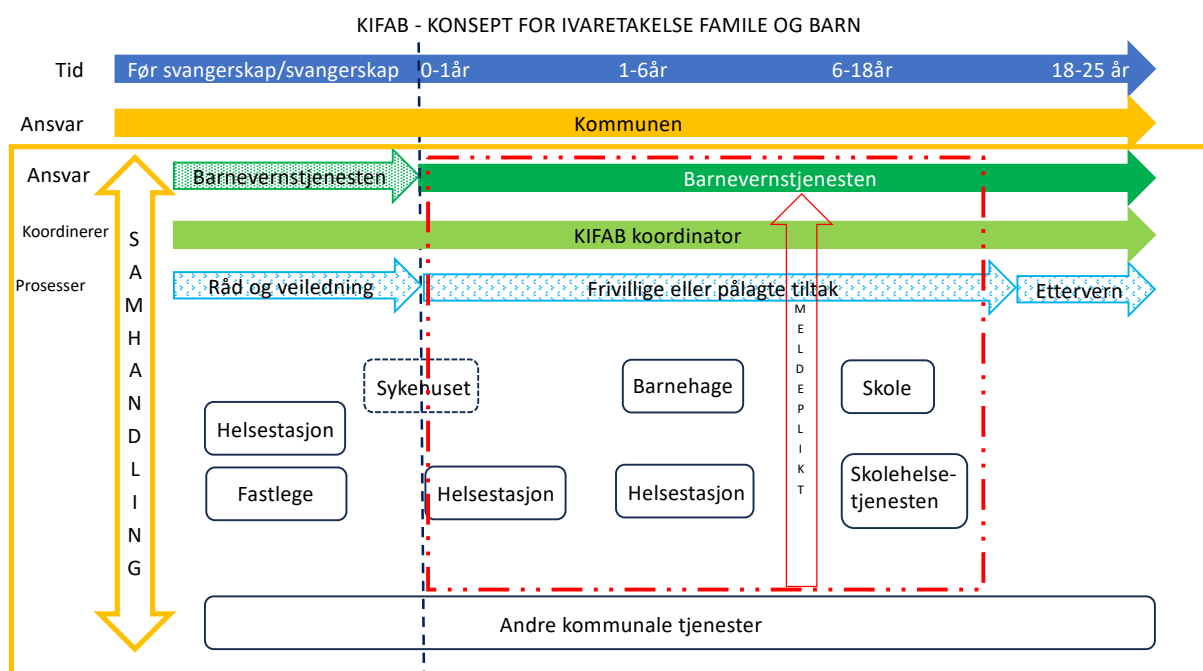 KIFAB - KONSEPT FOR IVARETAKELSE FAMILE OG BARN
Tid
Før svangerskap/svangerskap
0-1år
1-6år
6-18år
18-25 år
Ansvar
Kommunen
Ansvar
Barnevernstjenesten
Barnevernstjenesten
Koordinerer
KIFAB koordinator
Prosesser
Råd og veiledning
Frivillige eller pålagte tiltak
Ettervern
SAMHANDLING
MELDEPLIKT
Sykehuset
Barnehage
Skole
Helsestasjon
Fastlege
Helsestasjon
Helsestasjon
Skolehelse-
tjenesten
Andre kommunale tjenester